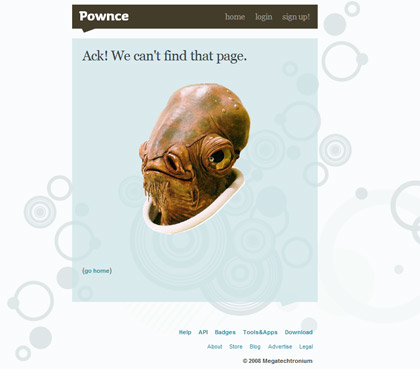 Pownce
home login sign up!
Ack! We can't find that page.
{go home}
Help API Badges Tools&Apps Download
About Store Blog Advertise Legal
© 2008 Megatechtronium